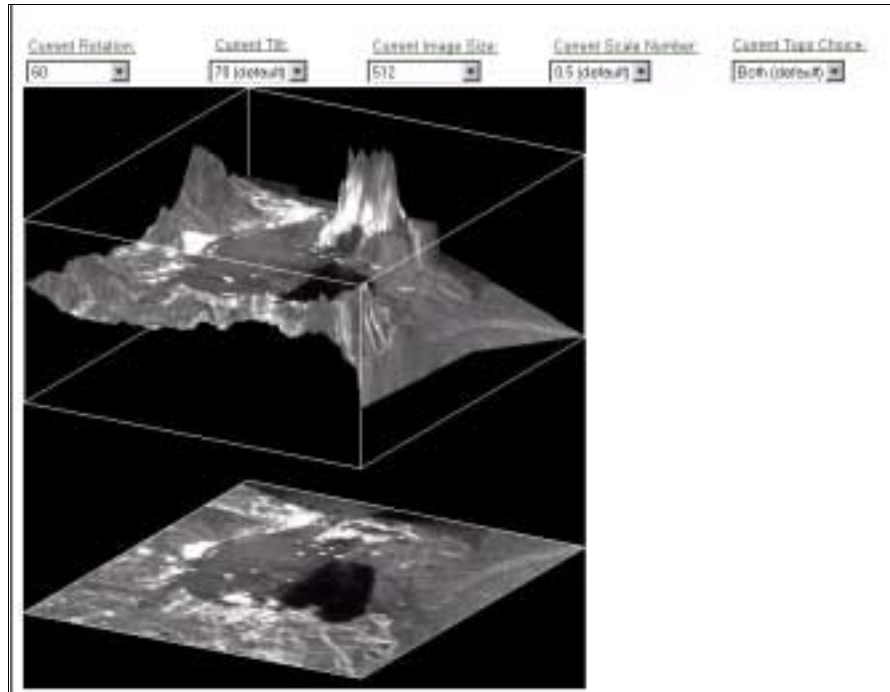 Current Rotation: Current Tilt: Current Image Size: Current Scale Number: Current Topo Choice:
60 70 (default) 512 0.5 (default) Both (default)